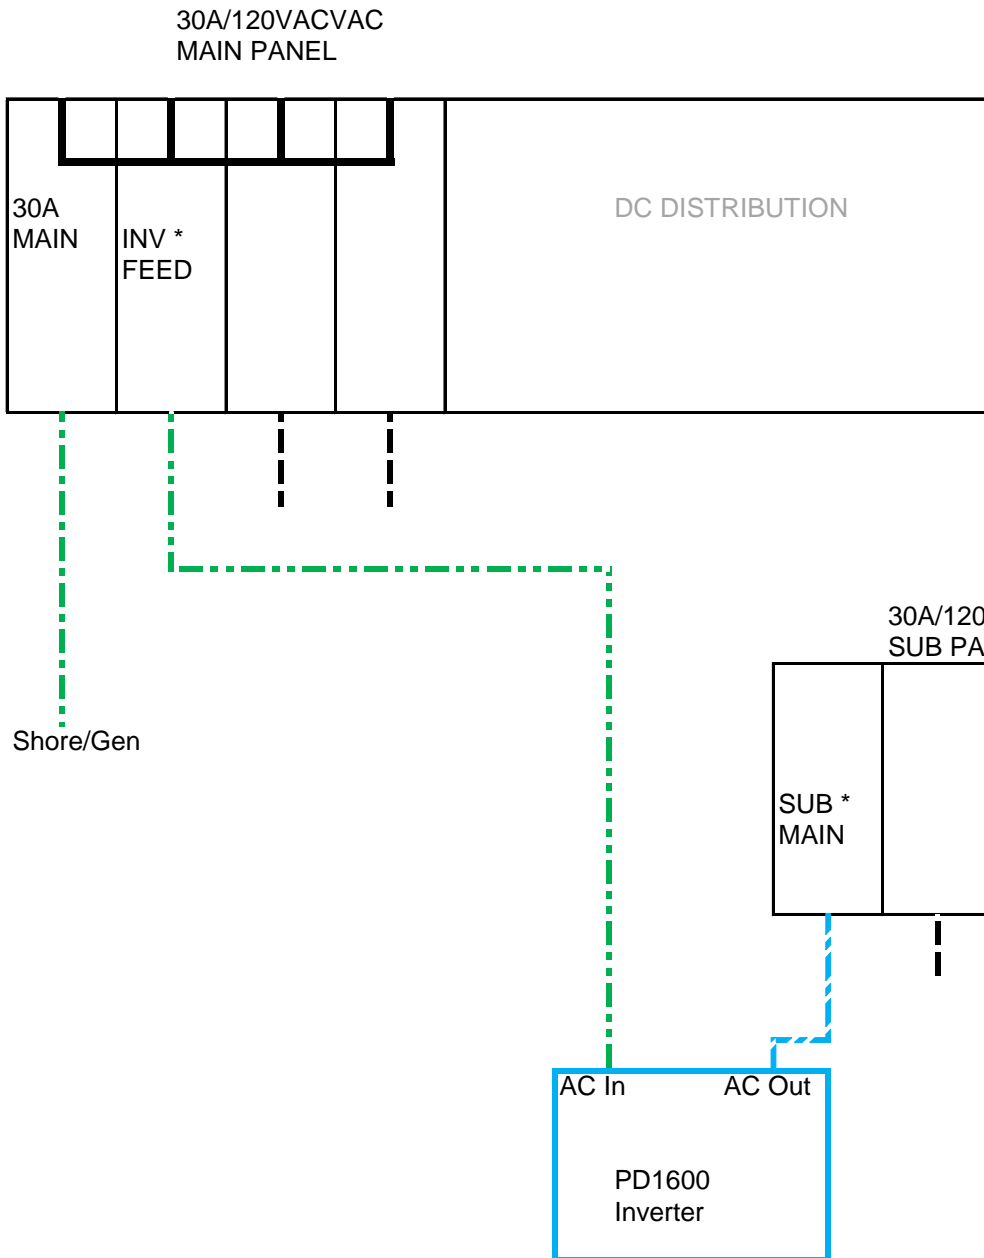 30A/120VACVAC
MAIN PANEL
30A
MAIN
INV *
FEED
DC DISTRIBUTION
30A/120
SUB PA
Shore/Gen
SUB *
MAIN
AC In
AC Out
PD1600
Inverter